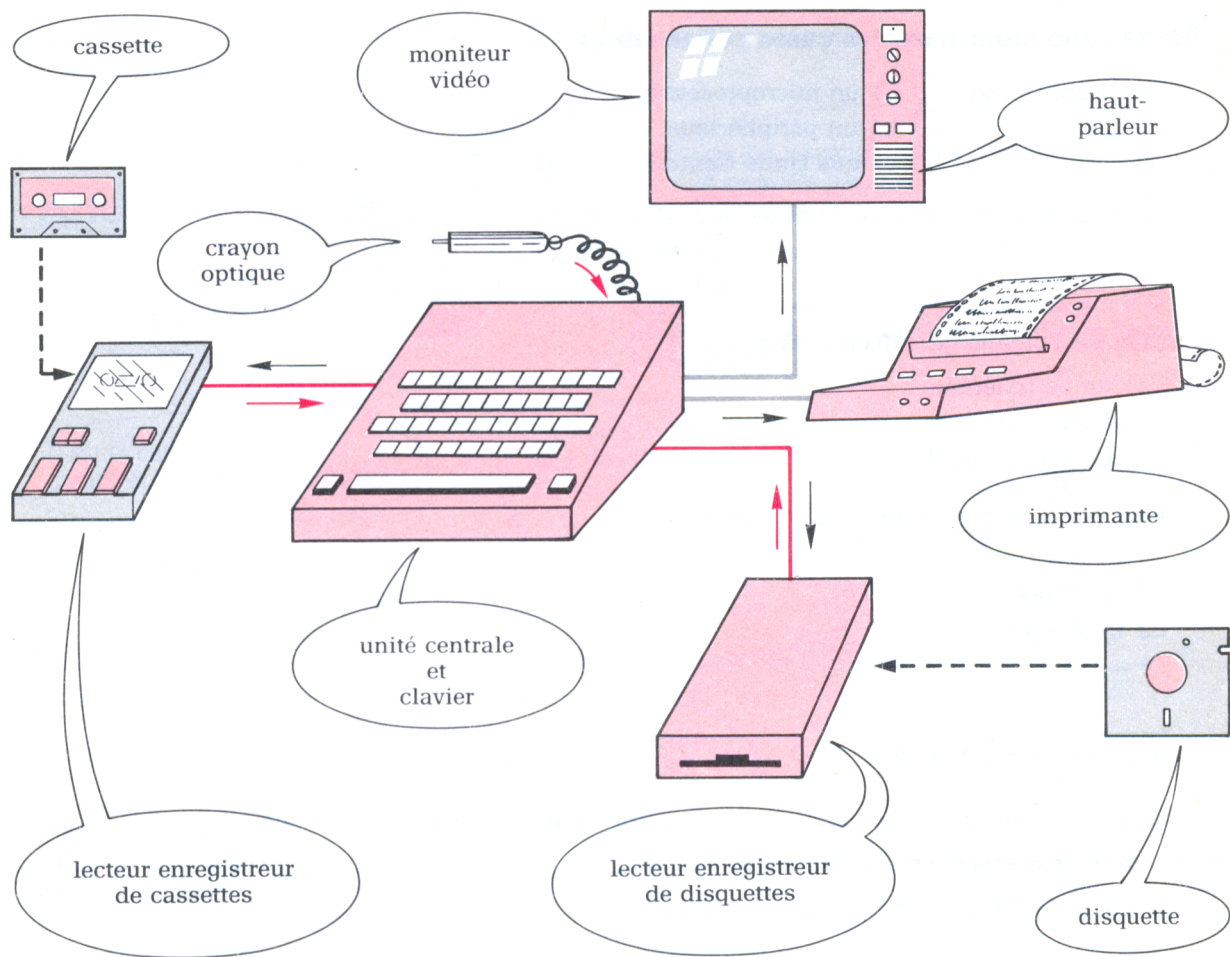 cassette
moniteur
vidéo
haut-
parleur
crayon
optique
imprimante
unité centrale
et
clavier
lecteur enregistreur
de cassettes
lecteur enregistreur
de disquettes
disquette